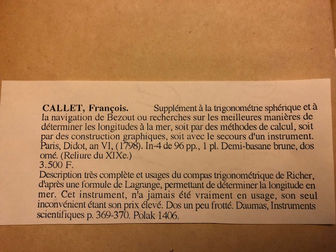 CALLET, François. Supplément à la trigonométrie sphérique et à
la navigation de Bezout ou recherches sur les meilleures manières de
déterminer les longitudes à la mer, soit par des méthodes de calcul, soit
par des construction graphiques, soit avec le secours d'un instrument.
Paris, Didot, an VI, (1798). In-4 de 96 pp., 1 pl. Demi-basane brune, dos
orné. (Reliure du XIXe.)
3.500 F.
Description très complète et usages du compas trigométrique de Richer,
d'après une formule de Lagrange, permettant de déterminer la longitude en
mer. Cet instrument, n'a jamais été vraiment en usage, son seul
inconvénient étant son prix élevé. Dos un peu frotté. Daumas, Instruments
scientifiques p. 369-370. Polak 1406.